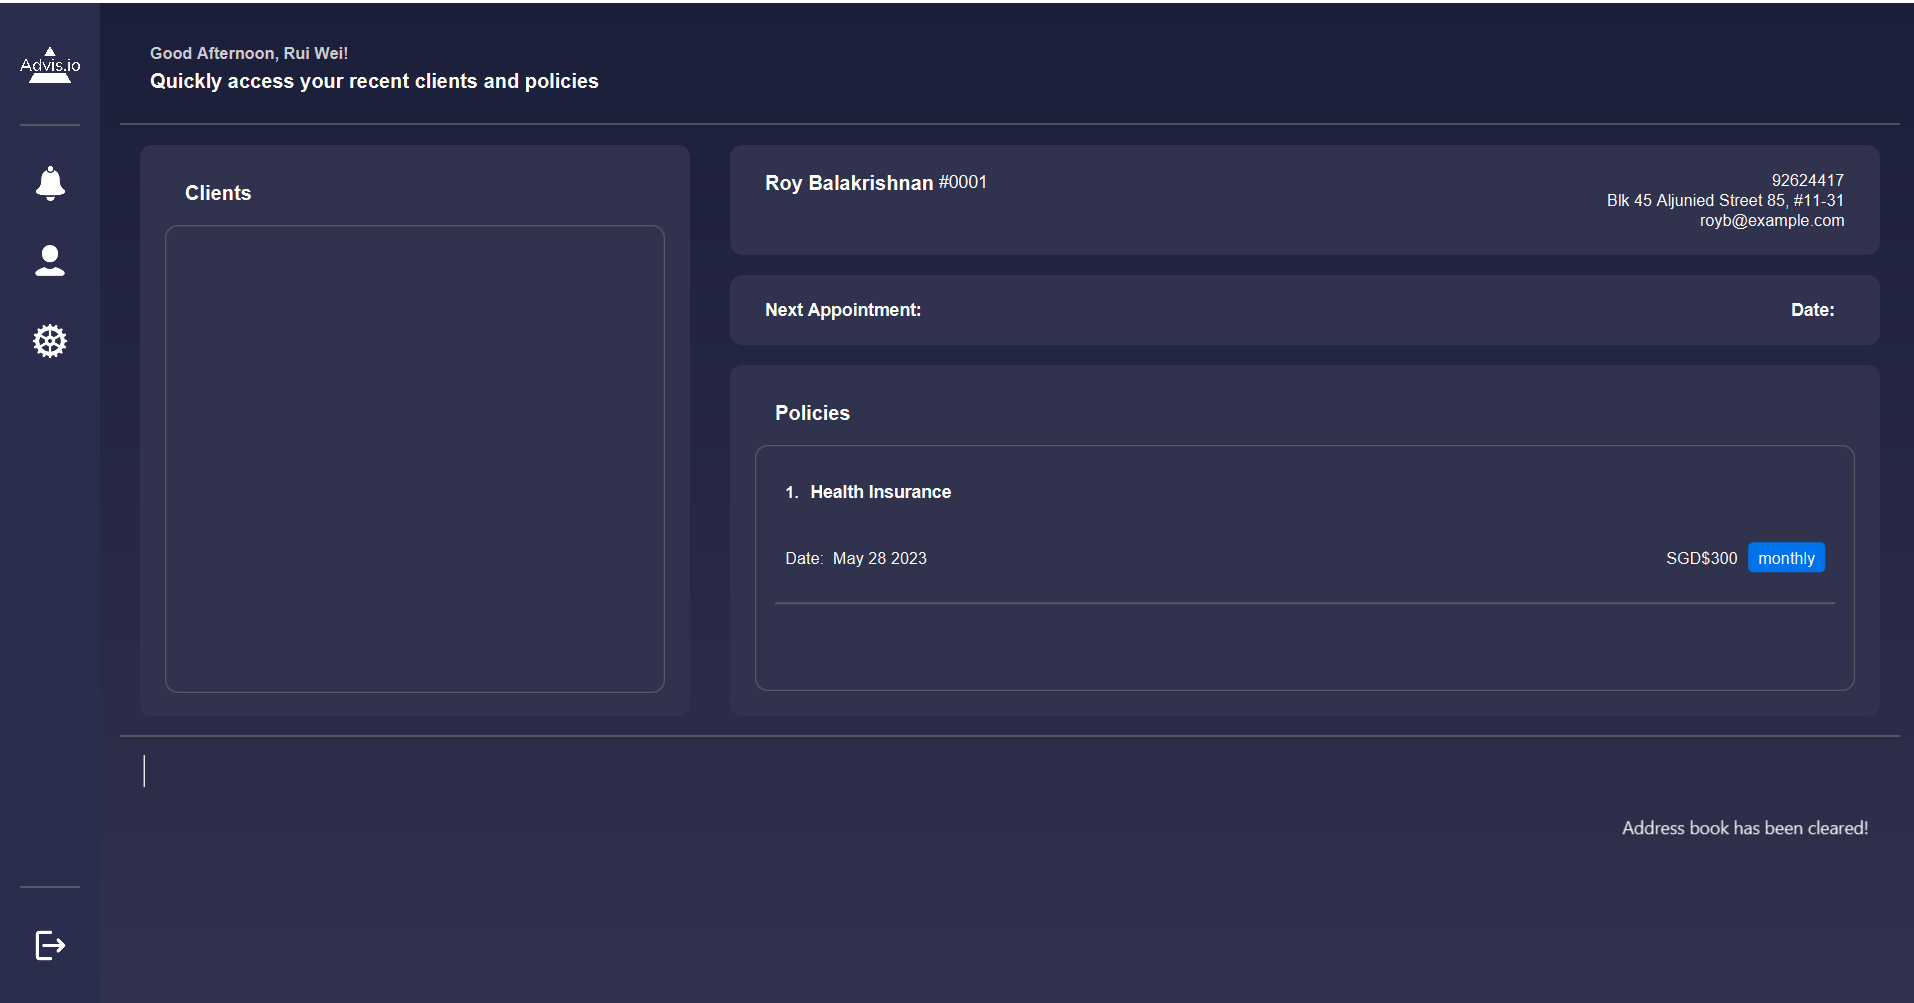 Advis.io
Good Afternoon, Rui Wei!
Quickly access your recent clients and policies
Clients
Roy Balakrishnan #0001
92624417
Blk 45 Aljunied Street 85, #11-31
royb@example.com
Next Appointment:
Date:
Policies
1. Health Insurance
Date: May 28 2023
SGD$300 monthly
Address book has been cleared!